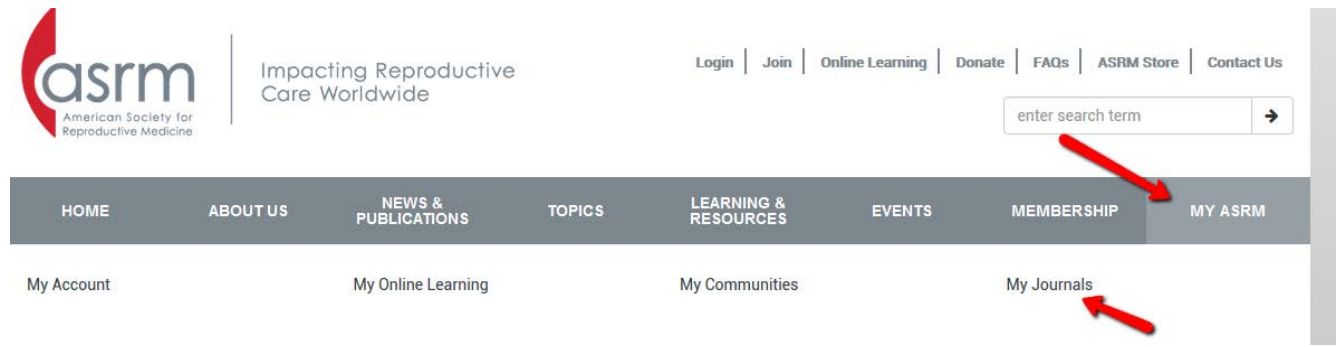 asrm
American Society for
Reproductive Medicine
Impacting Reproductive
Care Worldwide
Login | Join | Online Learning | Donate | FAQs | ASRM Store | Contact Us
enter search term
HOME ABOUT US NEWS & PUBLICATIONS TOPICS LEARNING & RESOURCES EVENTS MEMBERSHIP MY ASRM
My Account My Online Learning My Communities My Journals